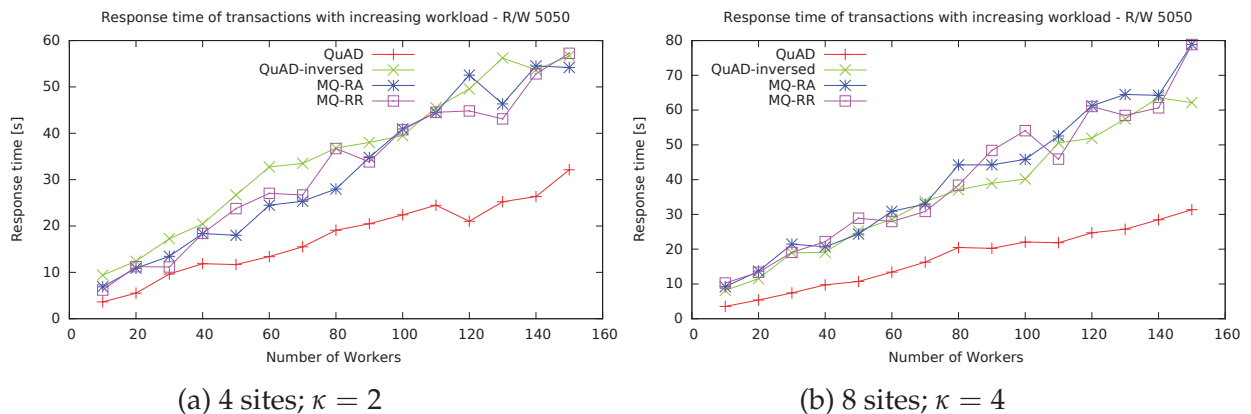 Response time of transactions with increasing workload - R/W 5050
60
50
40
30
20
10
0
0 20 40 60 80 100 120 140 160
Response time [s]
Number of Workers
QuAD
QuAD-inversed
MQ-RA
MQ-RR
(a) 4 sites; κ = 2
Response time of transactions with increasing workload - R/W 5050
80
70
60
50
40
30
20
10
0
0 20 40 60 80 100 120 140 160
Response time [s]
Number of Workers
QuAD
QuAD-inversed
MQ-RA
MQ-RR
(b) 8 sites; κ = 4